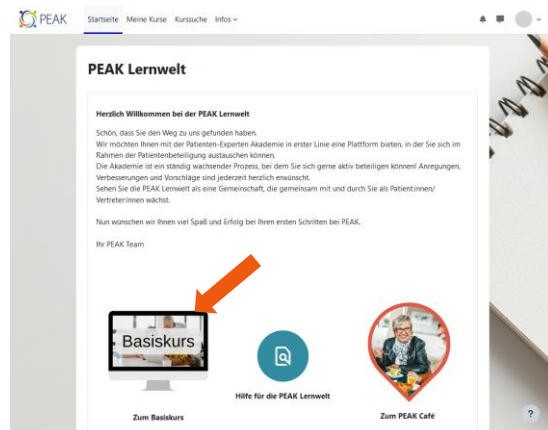 PEAK
Startseite Meine Kurse Kurssuche Infos
PEAK Lernwelt
Herzlich Willkommen bei der PEAK Lernwelt
Schön, dass Sie den Weg zu uns gefunden haben.
Wir möchten Ihnen mit der Patienten-Experten Akademie in erster Linie eine Plattform bieten, in der Sie sich im
Rahmen der Patientenbeteiligung austauschen können.
Die Akademie ist ein ständig wachsender Prozess, bei dem Sie sich gerne aktiv beteiligen können! Anregungen,
Verbesserungen und Vorschläge sind jederzeit herzlich erwünscht.
Sehen Sie die PEAK Lernwelt als eine Gemeinschaft, die gemeinsam mit und durch Sie als Patient:innen/
Vertreter:innen wächst.
Nun wünschen wir Ihnen viel Spaß und Erfolg bei Ihren ersten Schritten bei PEAK.
Ihr PEAK Team
Basiskurs
Hilfe für die PEAK Lernwelt
Zum Basiskurs
Zum PEAK Café
?